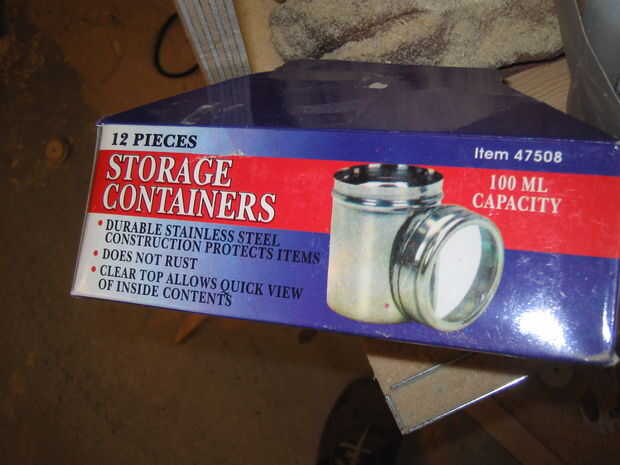 12 PIECES
Item 47508
STORAGE
CONTAINERS
100 ML
CAPACITY
• DURABLE STAINLESS STEEL
CONSTRUCTION PROTECTS ITEMS
• DOES NOT RUST
• CLEAR TOP ALLOWS QUICK VIEW
OF INSIDE CONTENTS